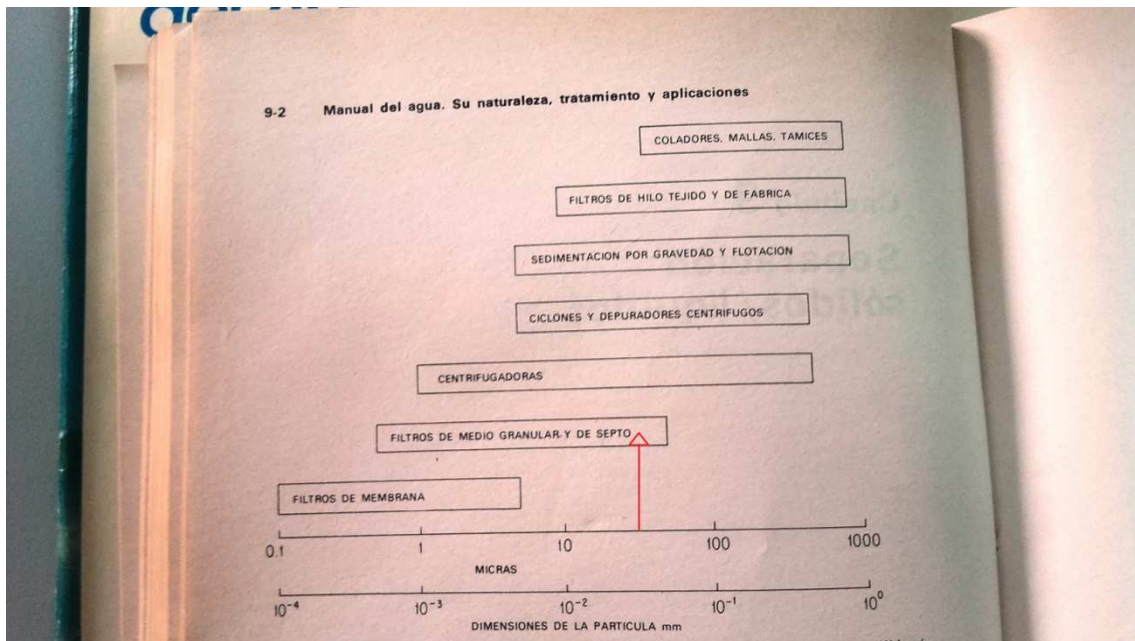 9-2 Manual del agua. Su naturaleza, tratamiento y aplicaciones
COLADORES. MALLAS. TAMICES
FILTROS DE HILO TEJIDO Y DE FABRICA
SEDIMENTACION POR GRAVEDAD Y FLOTACION
CICLONES Y DEPURADORES CENTRIFUGOS
CENTRIFUGADORAS
FILTROS DE MEDIO GRANULAR Y DE SEPTO
FILTROS DE MEMBRANA
0.1 1 10 100 1000
MICRAS
10⁻⁴ 10⁻³ 10⁻² 10⁻¹ 10⁰
DIMENSIONES DE LA PARTICULA mm